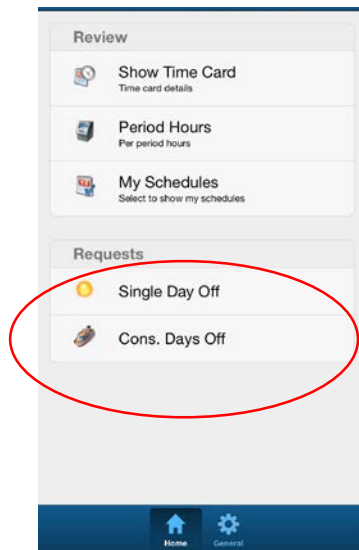 Review
Show Time Card
Time card details
Period Hours
Per period hours
My Schedules
Select to show my schedules
Requests
Single Day Off
Cons. Days Off
Home
General